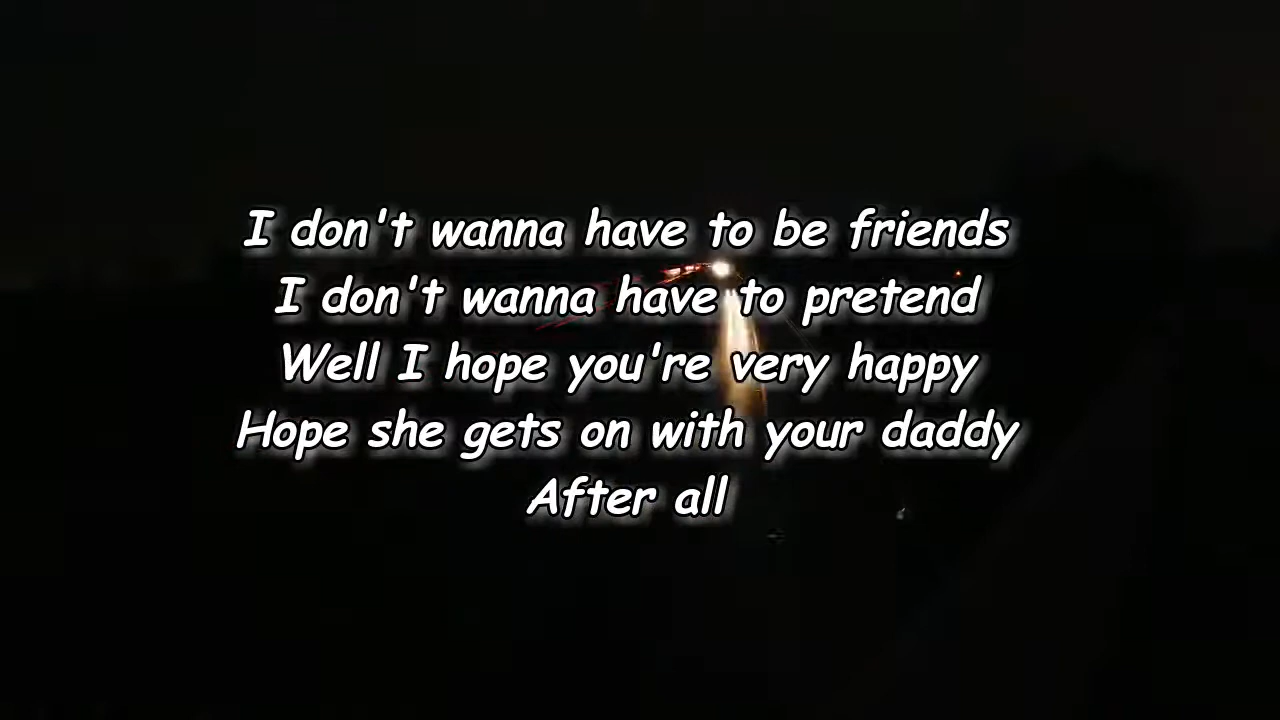 I don't wanna have to be friends
I don't wanna have to pretend
Well I hope you're very happy
Hope she gets on with your daddy
After all